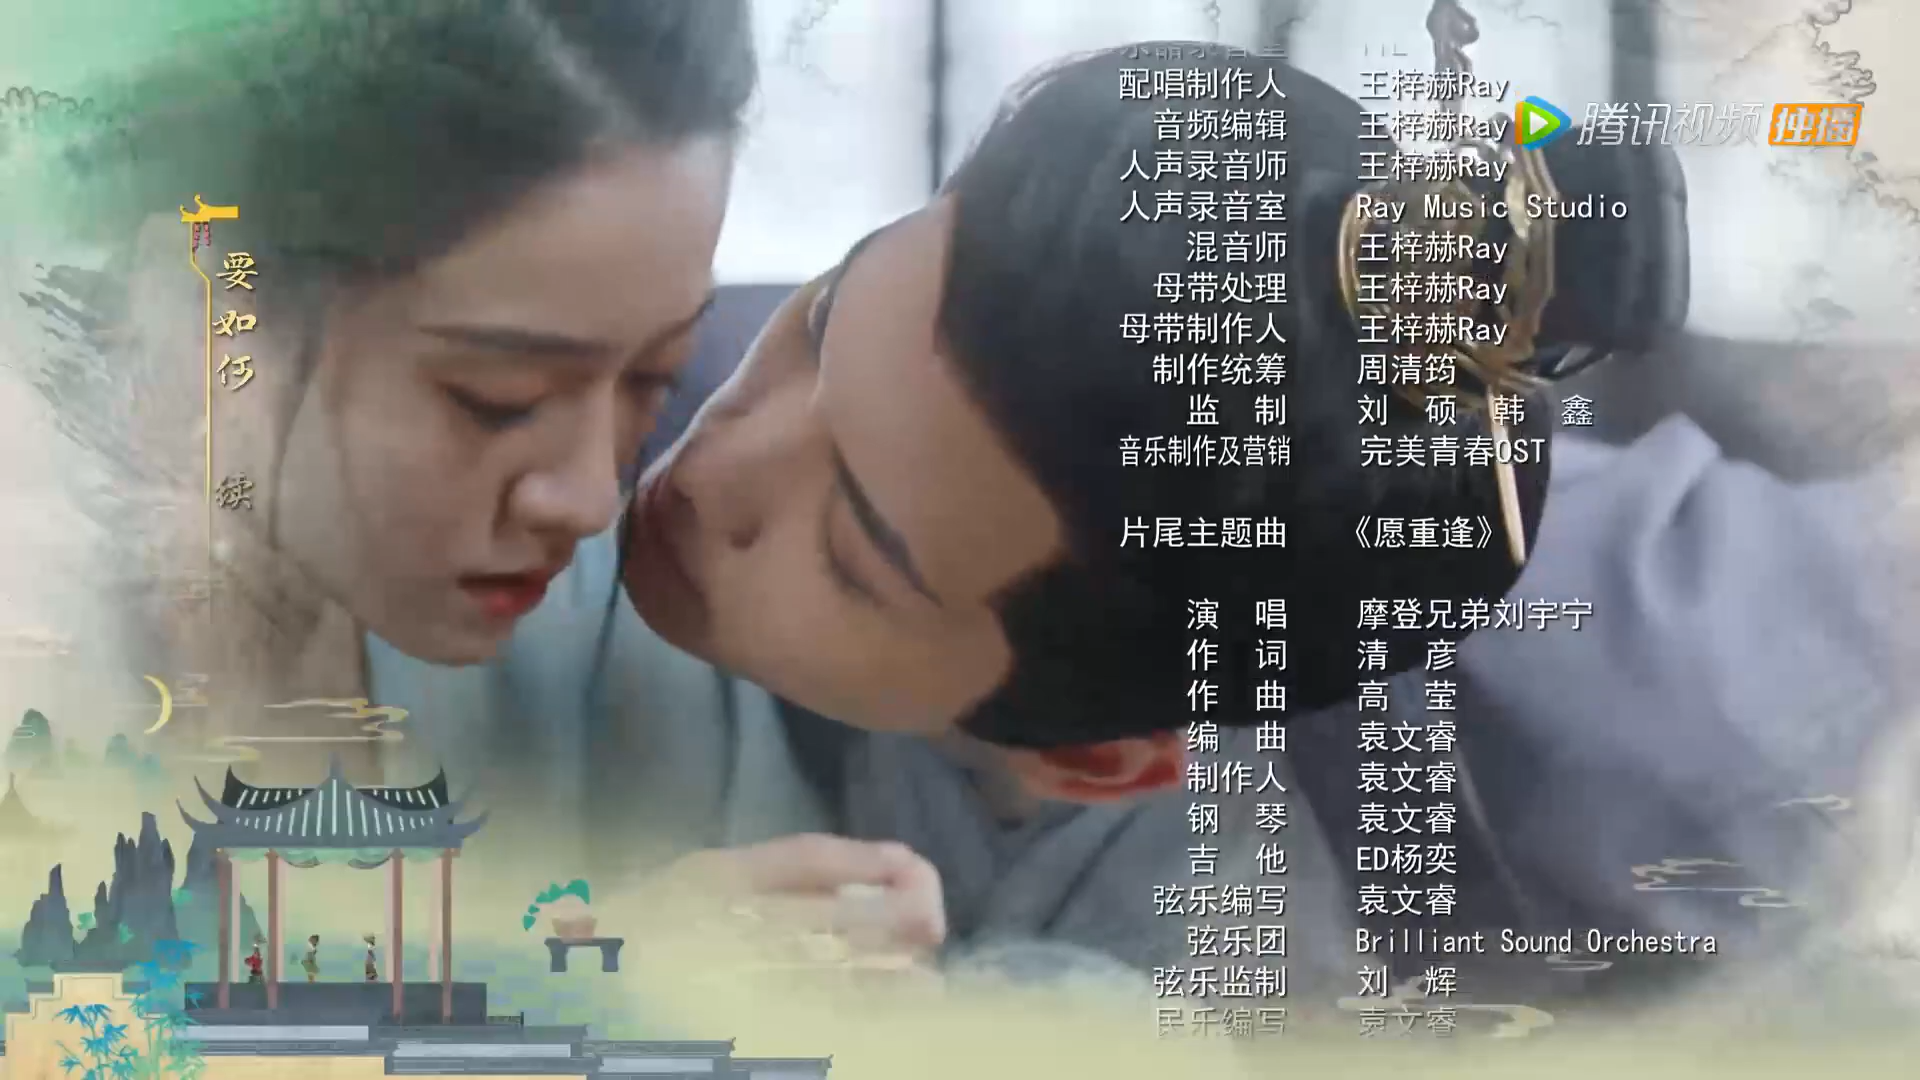 配唱制作人 王梓赫Ray
音频编辑 王梓赫Ray
人声录音师 王梓赫Ray
人声录音室 Ray Music Studio
混音师 王梓赫Ray
母带处理 王梓赫Ray
母带制作人 王梓赫Ray
制作统筹 周清筠
监 制 刘 硕 韩 鑫
音乐制作及营销 完美青春OST
片尾主题曲 《愿重逢》
演 唱 摩登兄弟刘宇宁
作 词 清 彦
作 曲 高 莹
编 曲 袁文睿
制作人 袁文睿
钢 琴 袁文睿
吉 他 ED杨奕
弦乐编写 袁文睿
弦乐团 Brilliant Sound Orchestra
弦乐监制 刘 辉
民乐编写 袁文睿
腾讯视频 独播
要如何 续